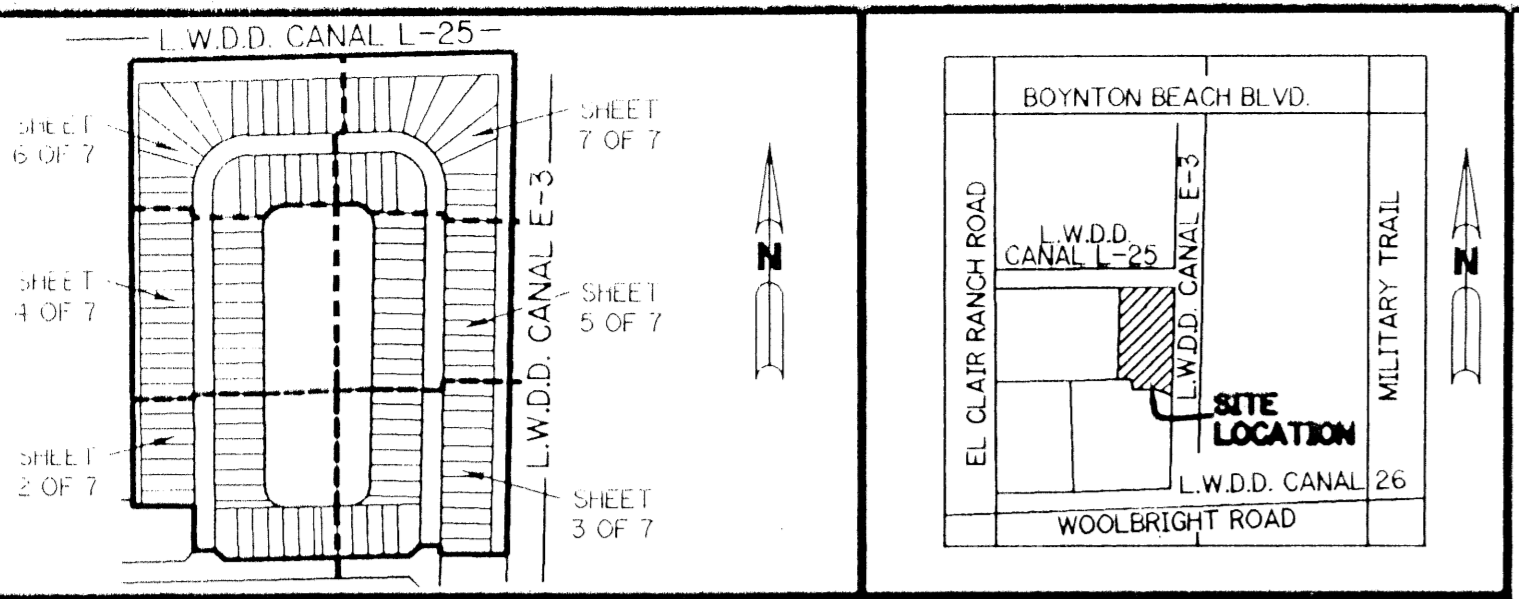 L.W.D.D. CANAL L-25
SHEET
6 OF 7
SHEET
7 OF 7
L.W.D.D. CANAL E-3
SHEET
4 OF 7
SHEET
5 OF 7
SHEET
2 OF 7
SHEET
3 OF 7
N
BOYNTON BEACH BLVD.
EL CLAIR RANCH ROAD
L.W.D.D.
CANAL L-25
L.W.D.D. CANAL E-3
MILITARY TRAIL
SITE
LOCATION
L.W.D.D. CANAL 26
WOOLBRIGHT ROAD
N